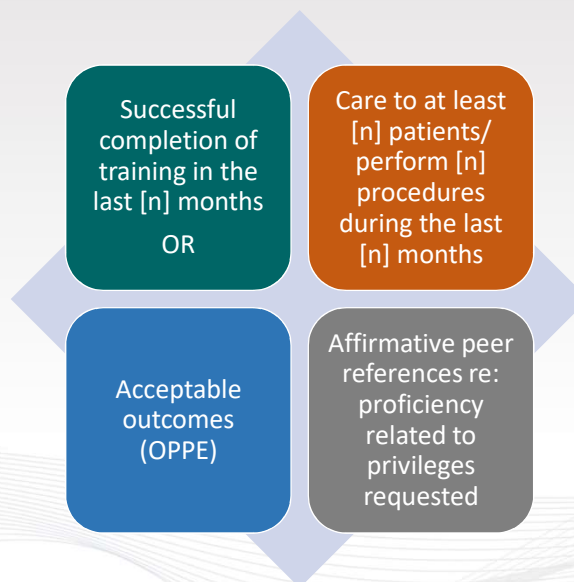 Successful
completion of
training in the
last [n] months
OR
Care to at least
[n] patients/
perform [n]
procedures
during the last
[n] months
Acceptable
outcomes
(OPPE)
Affirmative peer
references re:
proficiency
related to
privileges
requested